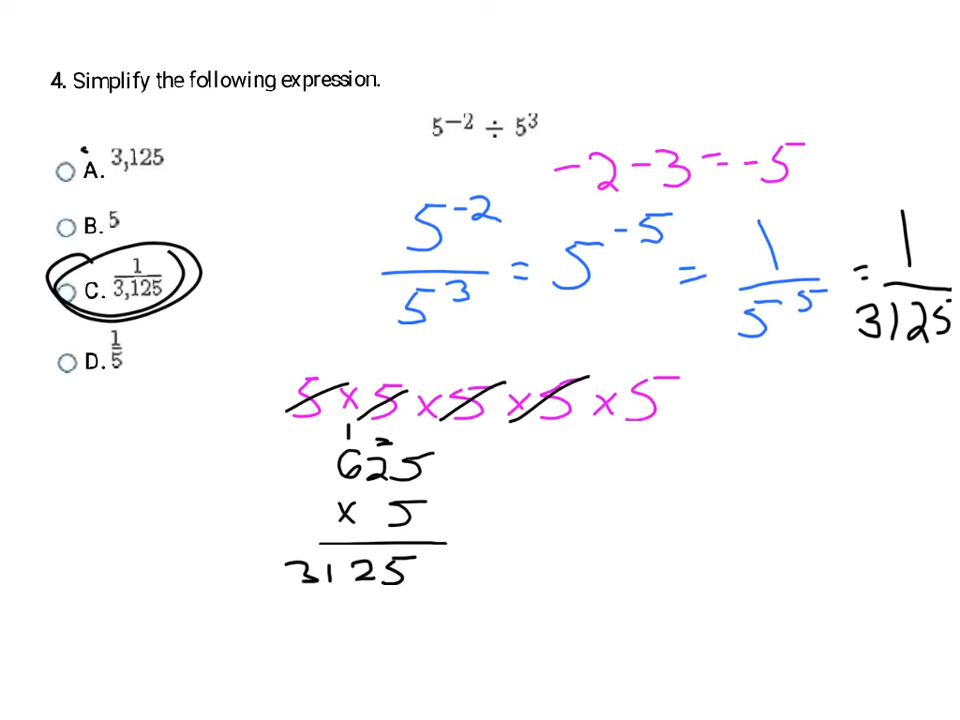 4. Simplify the following expression.
5^−2 ÷ 5^3
A. 3,125
B. 5
C. 1/3,125
D. 1/5
-2 -3 = -5
5^-2/5^3 = 5^-5 = 1/5^5 = 1/3125
5 × 5 × 5 × 5 × 5
1 2
625
× 5
3125